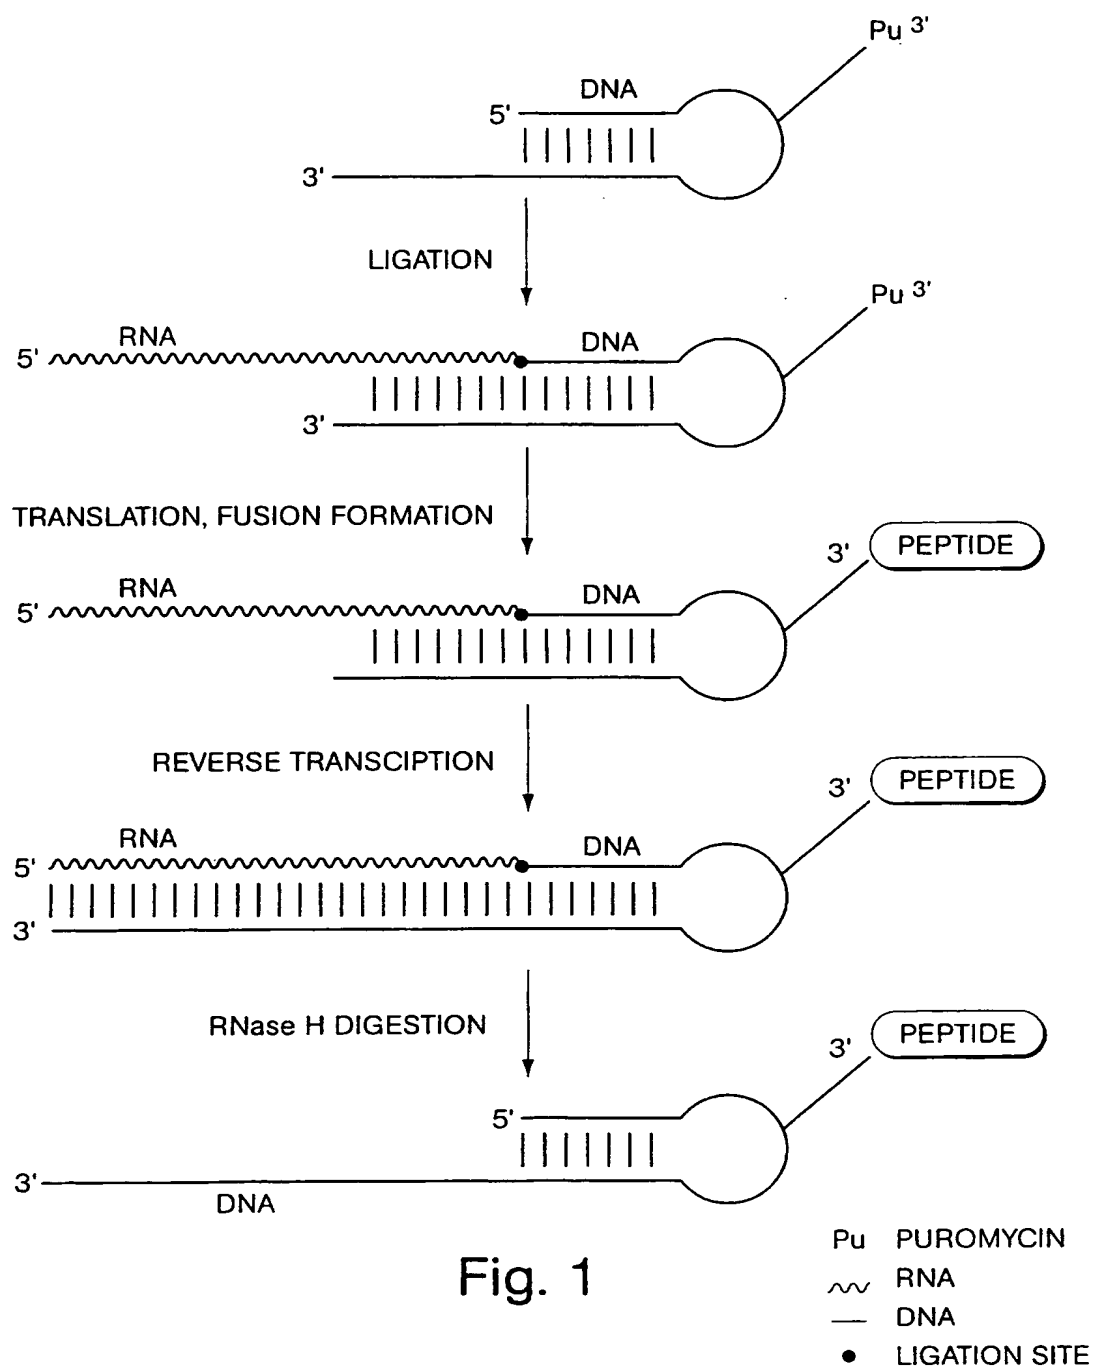 Pu 3'
DNA
5'
3'
LIGATION
Pu 3'
RNA
DNA
5'
3'
TRANSLATION, FUSION FORMATION
3' PEPTIDE
RNA
DNA
5'
REVERSE TRANSCIPTION
3' PEPTIDE
RNA
DNA
5'
3'
RNase H DIGESTION
3' PEPTIDE
5'
3'
DNA
Pu PUROMYCIN
RNA
DNA
LIGATION SITE
Fig. 1